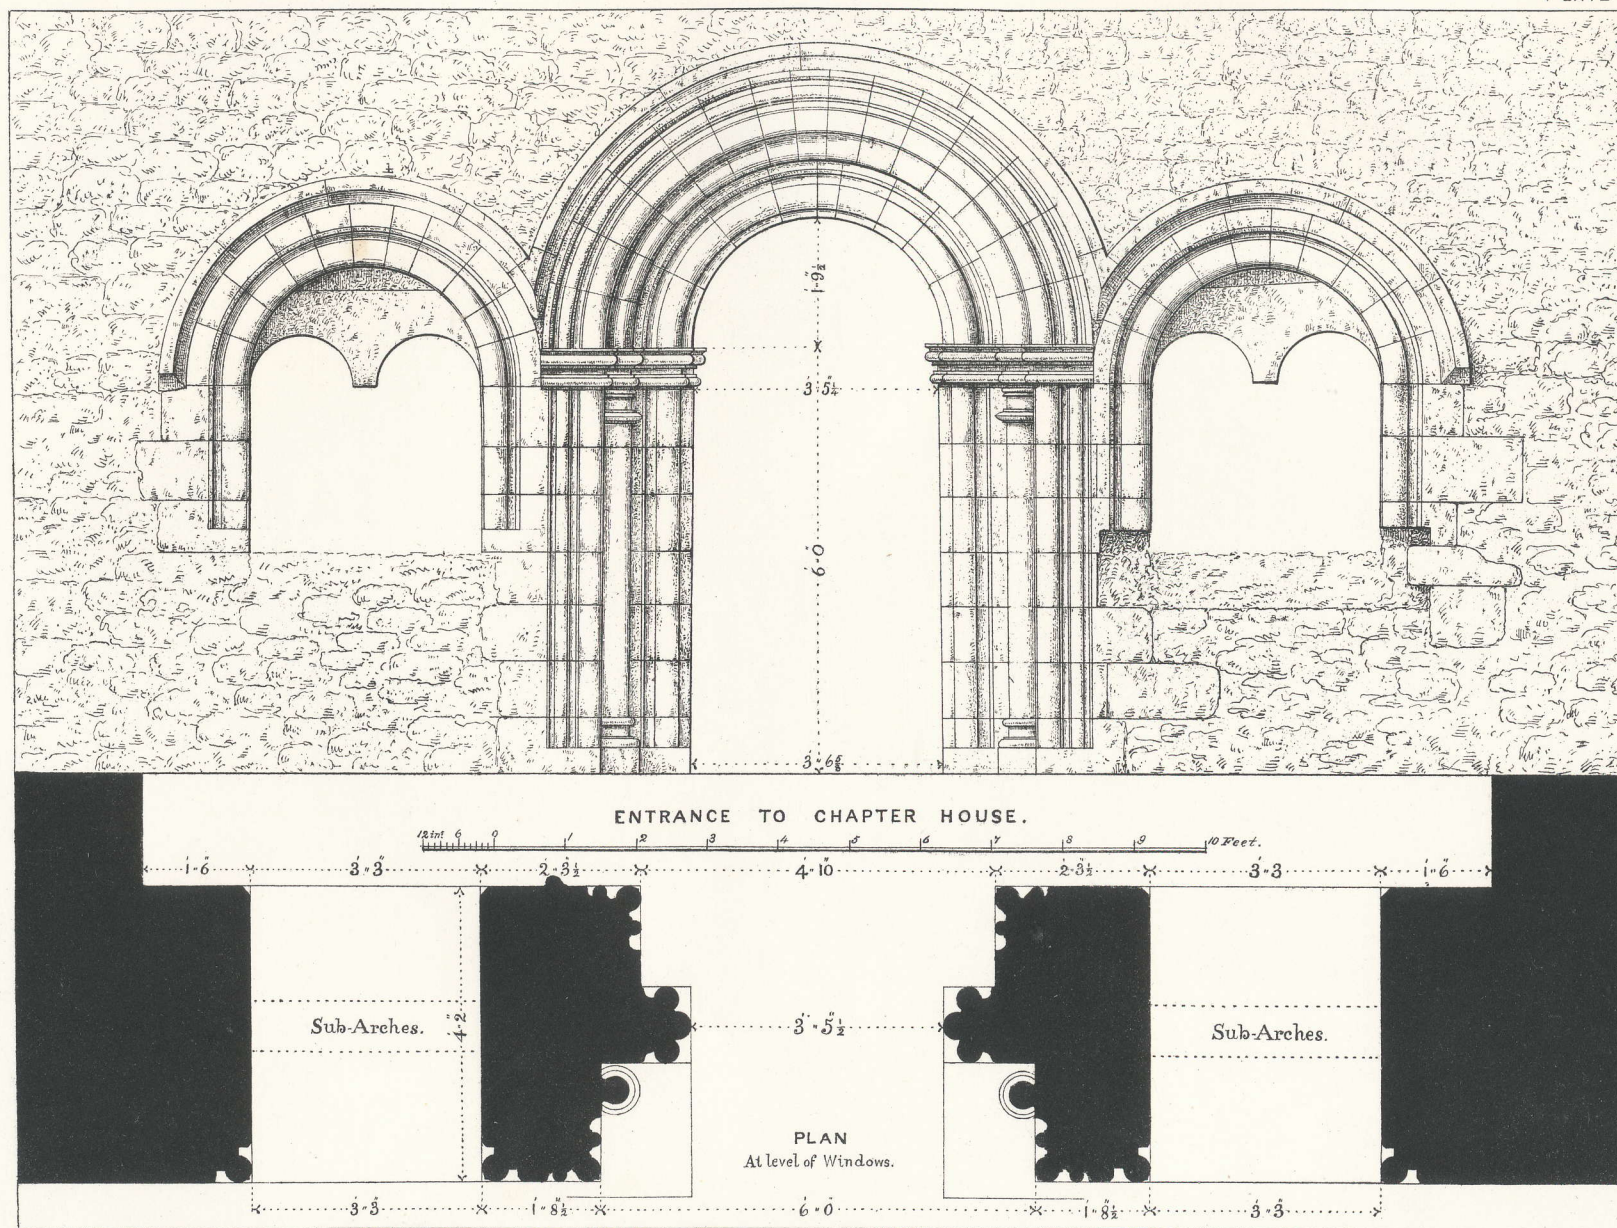 1·9½
3·5¼
6·0
3·6⅝
ENTRANCE TO CHAPTER HOUSE.
12 ins 6 0 1 2 3 4 5 6 7 8 9 10 Feet.
1·6 3·3 2·3½ 4·10 2·3½ 3·3 1·6
Sub-Arches. 4·2 3·5½ Sub-Arches.
PLAN
At level of Windows.
3·3 1·8½ 6·0 1·8½ 3·3